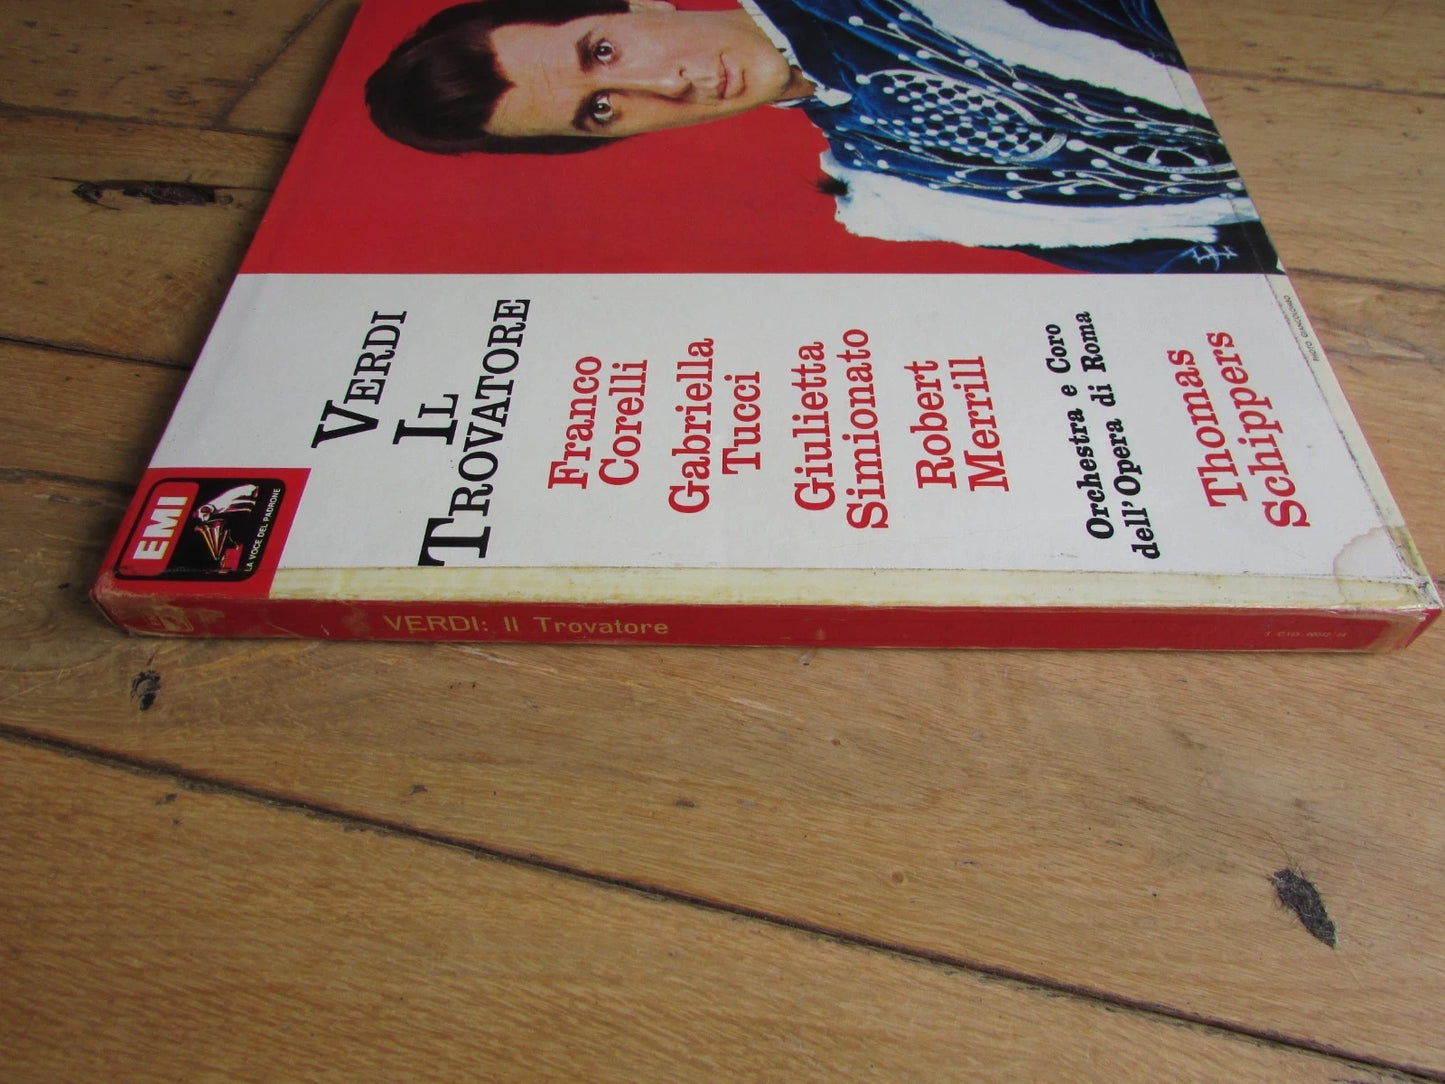 EMI
LA VOCE DEL PADRONE
VERDI
IL
TROVATORE
Franco
Corelli
Gabriella
Tucci
Giulietta
Simionato
Robert
Merrill
Orchestra e Coro
dell'Opera di Roma
Thomas
Schippers
VERDI: Il Trovatore